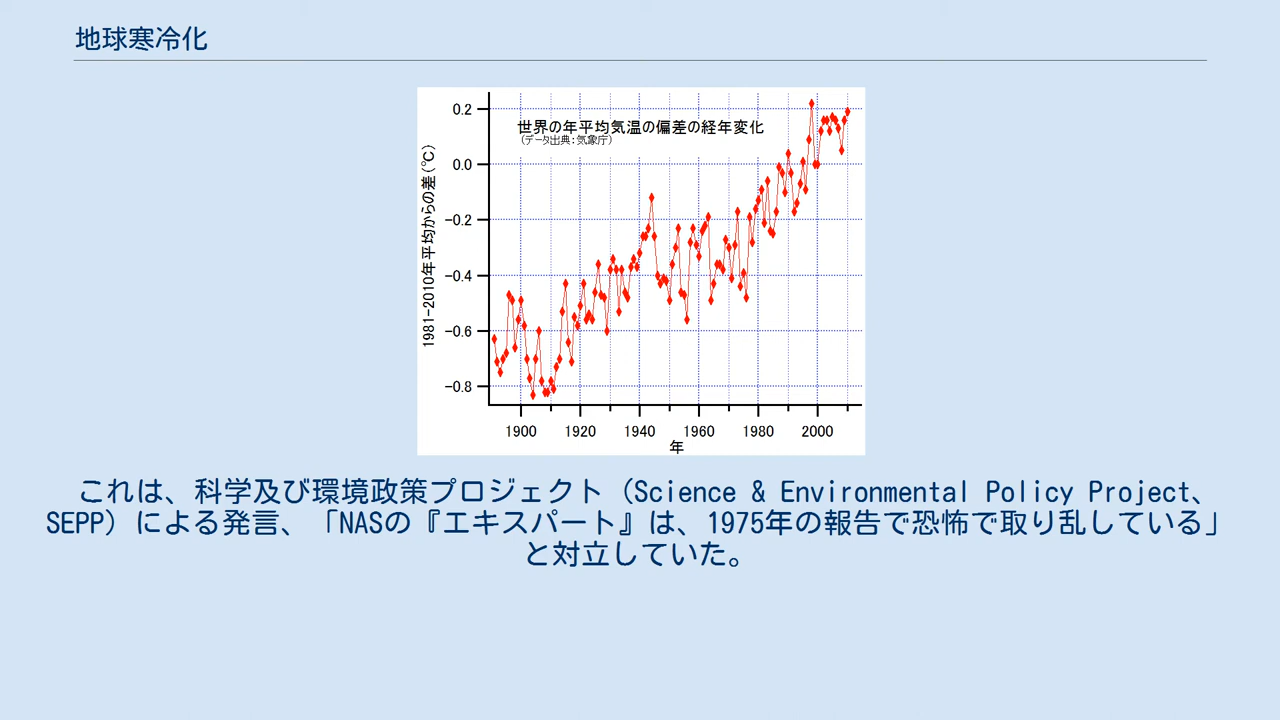 地球寒冷化
世界の年平均気温の偏差の経年変化
(データ出典:気象庁)
1981-2010年平均からの差(℃)
0.2
0.0
-0.2
-0.4
-0.6
-0.8
1900 1920 1940 1960 1980 2000
年
これは、科学及び環境政策プロジェクト(Science & Environmental Policy Project、
SEPP)による発言、「NASの『エキスパート』は、1975年の報告で恐怖で取り乱している」
と対立していた。